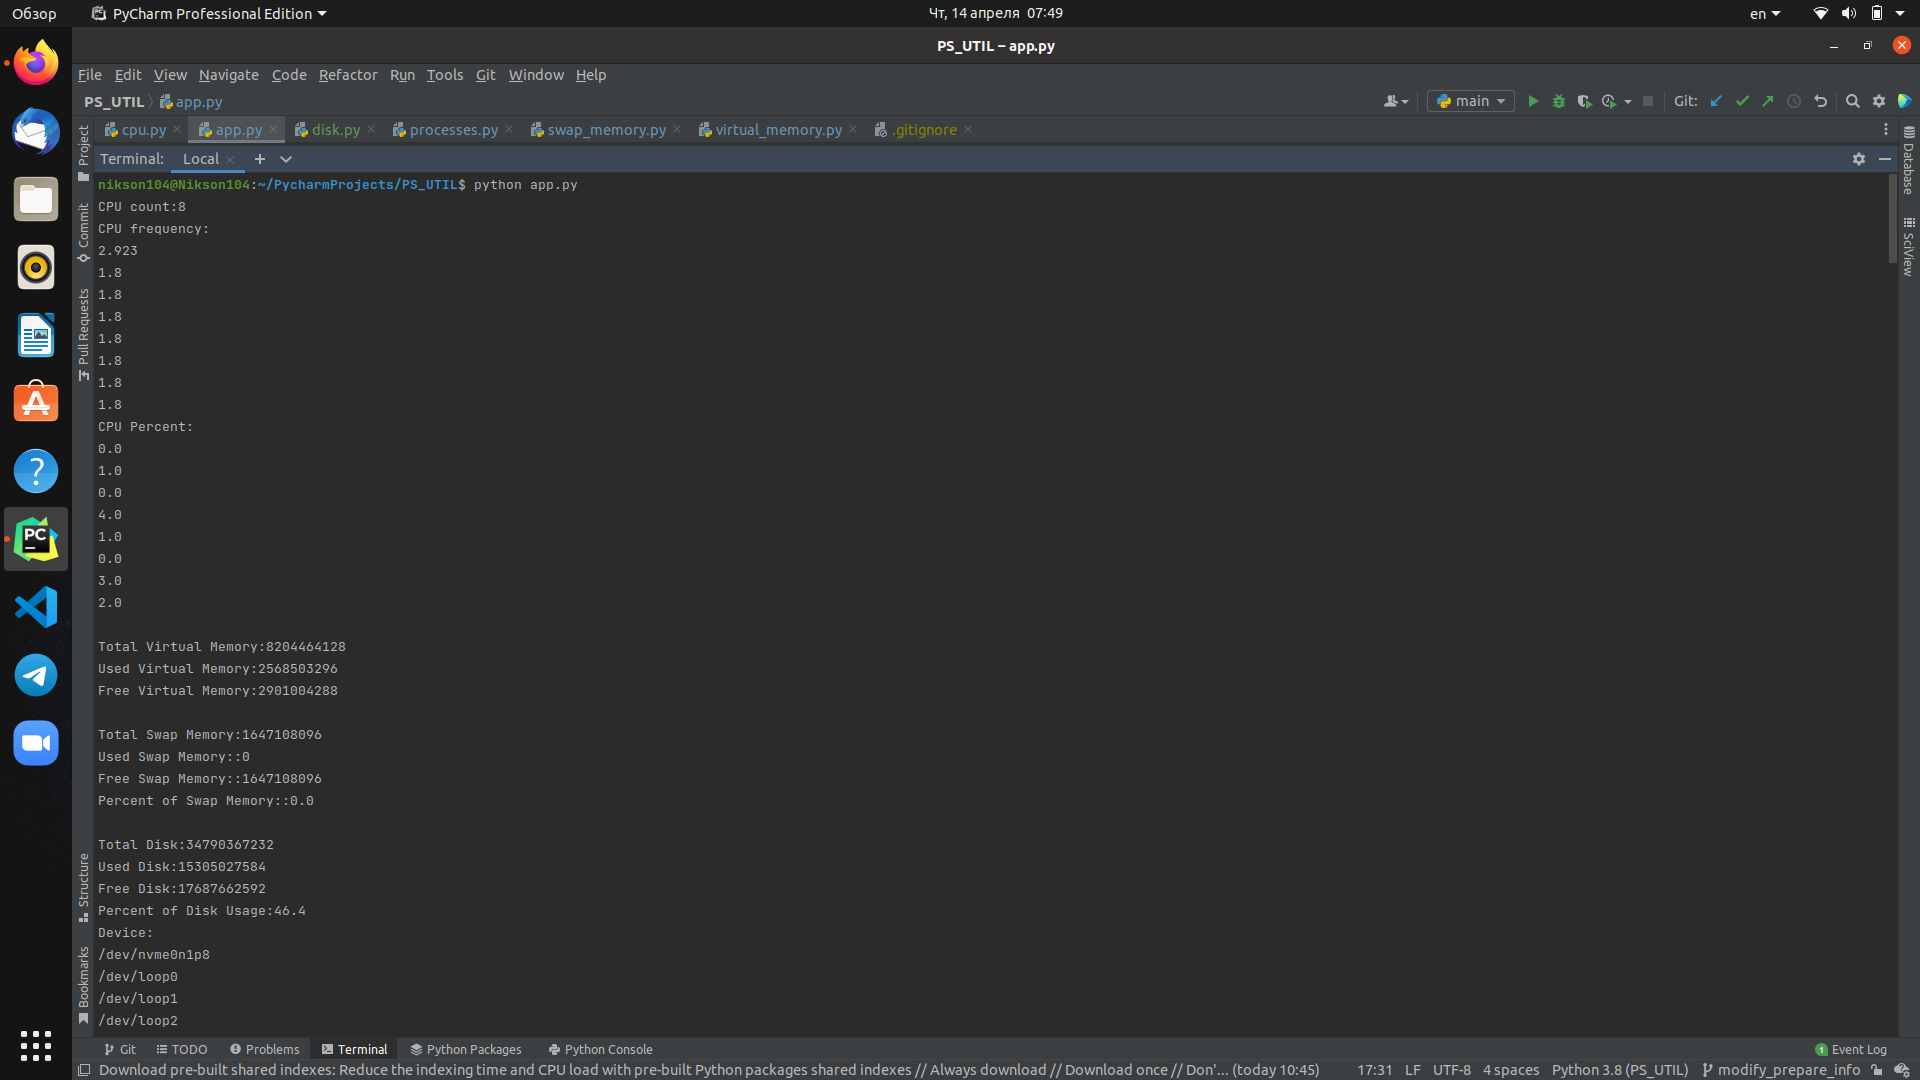 Обзор
PyCharm Professional Edition
Чт, 14 апреля 07:49
en
PS_UTIL – app.py
File Edit View Navigate Code Refactor Run Tools Git Window Help
PS_UTIL app.py
main
Git:
cpu.py app.py disk.py processes.py swap_memory.py virtual_memory.py .gitignore
Terminal: Local
Project
Commit
Pull Requests
Structure
Bookmarks
Database
SciView
nikson104@Nikson104:~/PycharmProjects/PS_UTIL$ python app.py
CPU count:8
CPU frequency:
2.923
1.8
1.8
1.8
1.8
1.8
1.8
1.8
CPU Percent:
0.0
1.0
0.0
4.0
1.0
0.0
3.0
2.0
Total Virtual Memory:8204464128
Used Virtual Memory:2568503296
Free Virtual Memory:2901004288
Total Swap Memory:1647108096
Used Swap Memory::0
Free Swap Memory::1647108096
Percent of Swap Memory::0.0
Total Disk:34790367232
Used Disk:15305027584
Free Disk:17687662592
Percent of Disk Usage:46.4
Device:
/dev/nvme0n1p8
/dev/loop0
/dev/loop1
/dev/loop2
Git TODO Problems Terminal Python Packages Python Console
1 Event Log
Download pre-built shared indexes: Reduce the indexing time and CPU load with pre-built Python packages shared indexes // Always download // Download once // Don'... (today 10:45)
17:31 LF UTF-8 4 spaces Python 3.8 (PS_UTIL) modify_prepare_info